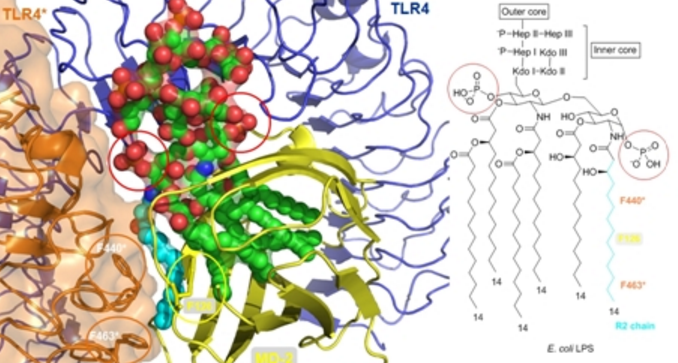 TLR4*
TLR4
F440*
F463*
F126
MD-2
Outer core
P Hep II Hep III
P Hep I Kdo III
Kdo I Kdo II
Inner core
HO P O
O-
O
O
O
NH
O
O
O
HO
O
O
NH
O
O
O
O
O
O
HO
HO
O
P O
-O OH
F440*
F126
F463*
14
14
14
14
14
14
R2 chain
E. coli LPS